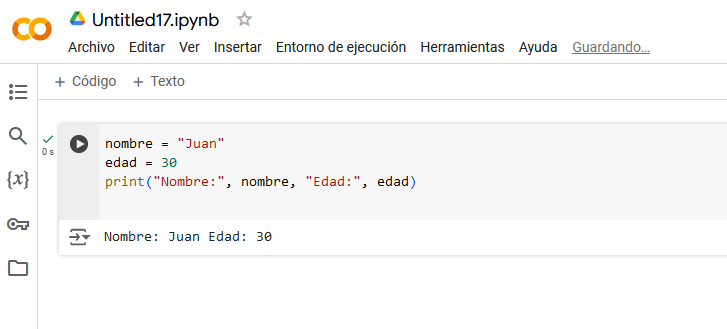 Untitled17.ipynb
Archivo Editar Ver Insertar Entorno de ejecución Herramientas Ayuda Guardando...
+ Código + Texto
0 s
nombre = "Juan"
edad = 30
print("Nombre:", nombre, "Edad:", edad)
{x}
Nombre: Juan Edad: 30